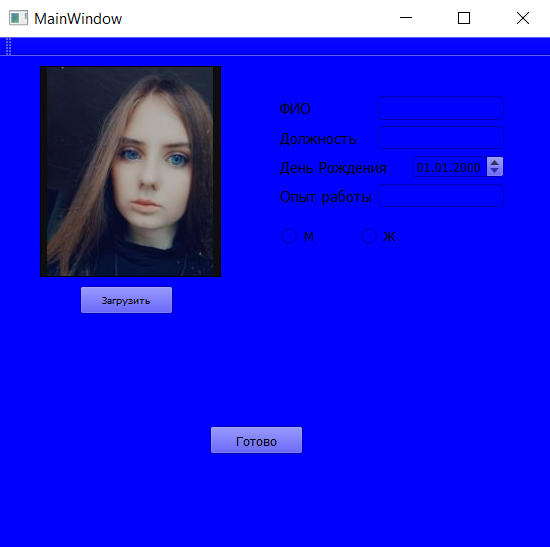 MainWindow
ФИО
Должность
День Рождения 01.01.2000
Опыт работы
М Ж
Загрузить
Готово